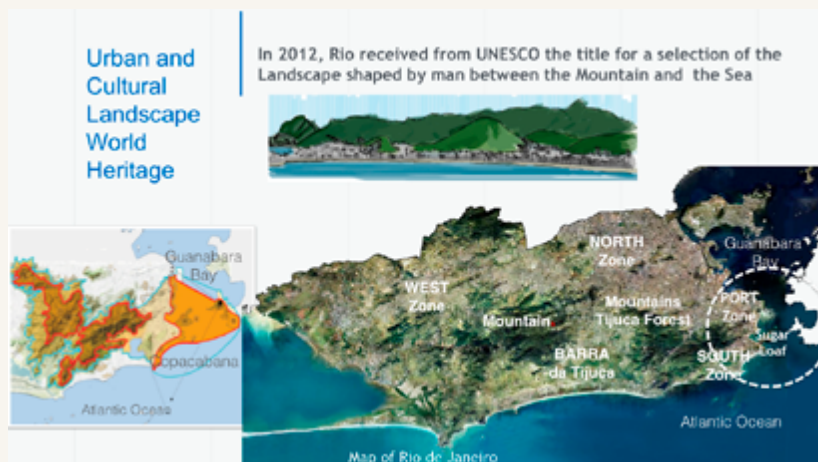 Urban and
Cultural
Landscape
World
Heritage
In 2012, Rio received from UNESCO the title for a selection of the
Landscape shaped by man between the Mountain and the Sea
Guanabara
Bay
Copacabana
Atlantic Ocean
NORTH
Zone
Guanabara
Bay
WEST
Zone
Mountains
Tijuca Forest
PORT
Zone
Mountain
Sugar
Loaf
BARRA
da Tijuca
SOUTH
Zone
Atlantic Ocean
Map of Rio de Janeiro